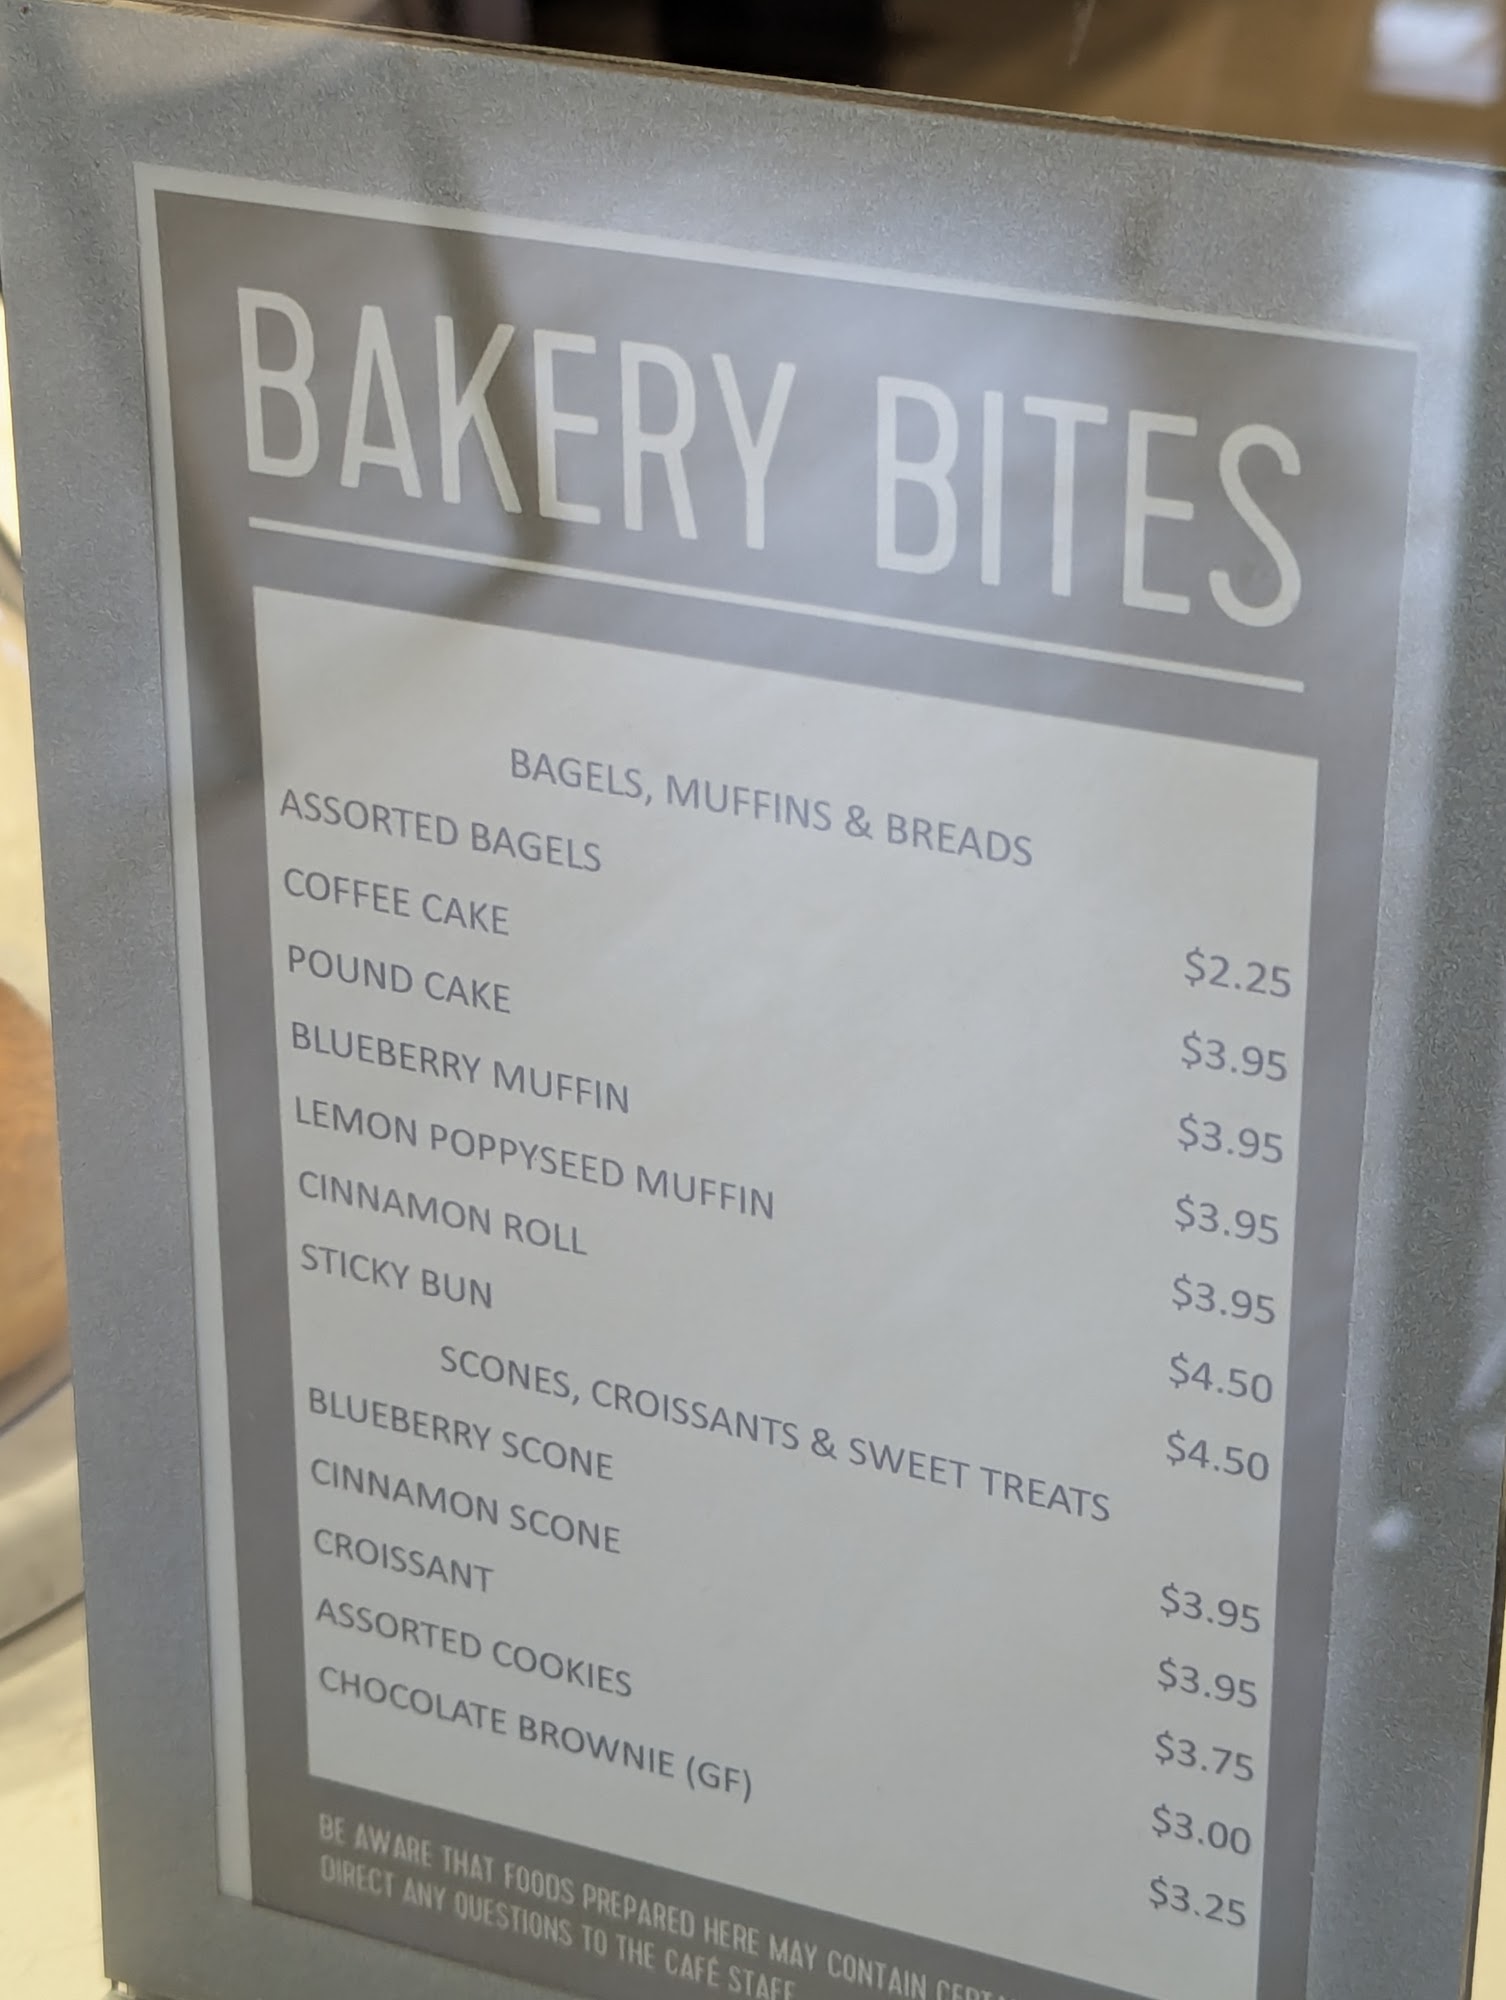 BAKERY BITES
BAGELS, MUFFINS & BREADS
ASSORTED BAGELS $2.25
COFFEE CAKE $3.95
POUND CAKE $3.95
BLUEBERRY MUFFIN $3.95
LEMON POPPYSEED MUFFIN $3.95
CINNAMON ROLL $4.50
STICKY BUN $4.50
SCONES, CROISSANTS & SWEET TREATS
BLUEBERRY SCONE $3.95
CINNAMON SCONE $3.95
CROISSANT $3.75
ASSORTED COOKIES $3.00
CHOCOLATE BROWNIE (GF) $3.25
BE AWARE THAT FOODS PREPARED HERE MAY CONTAIN
DIRECT ANY QUESTIONS TO THE CAFÉ STAFF